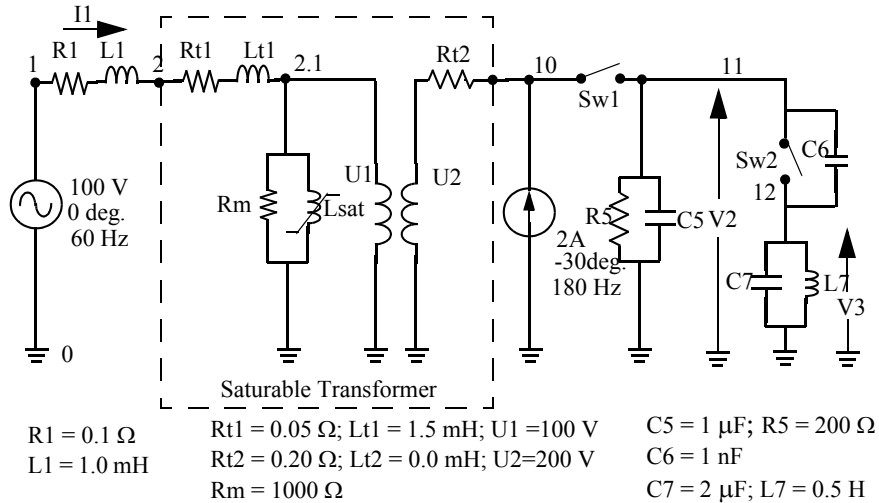 I1
R1 L1 Rt1 Lt1 Rt2
1 2 2.1 10 11
Sw1
U1 U2
Sw2 C6
12
100 V
0 deg.
60 Hz
Rm Lsat
R5 C5 V2
2A
-30deg.
180 Hz
C7 L7
V3
0
Saturable Transformer
R1 = 0.1 Ω
L1 = 1.0 mH
Rt1 = 0.05 Ω; Lt1 = 1.5 mH; U1 =100 V
Rt2 = 0.20 Ω; Lt2 = 0.0 mH; U2=200 V
Rm = 1000 Ω
C5 = 1 μF; R5 = 200 Ω
C6 = 1 nF
C7 = 2 μF; L7 = 0.5 H